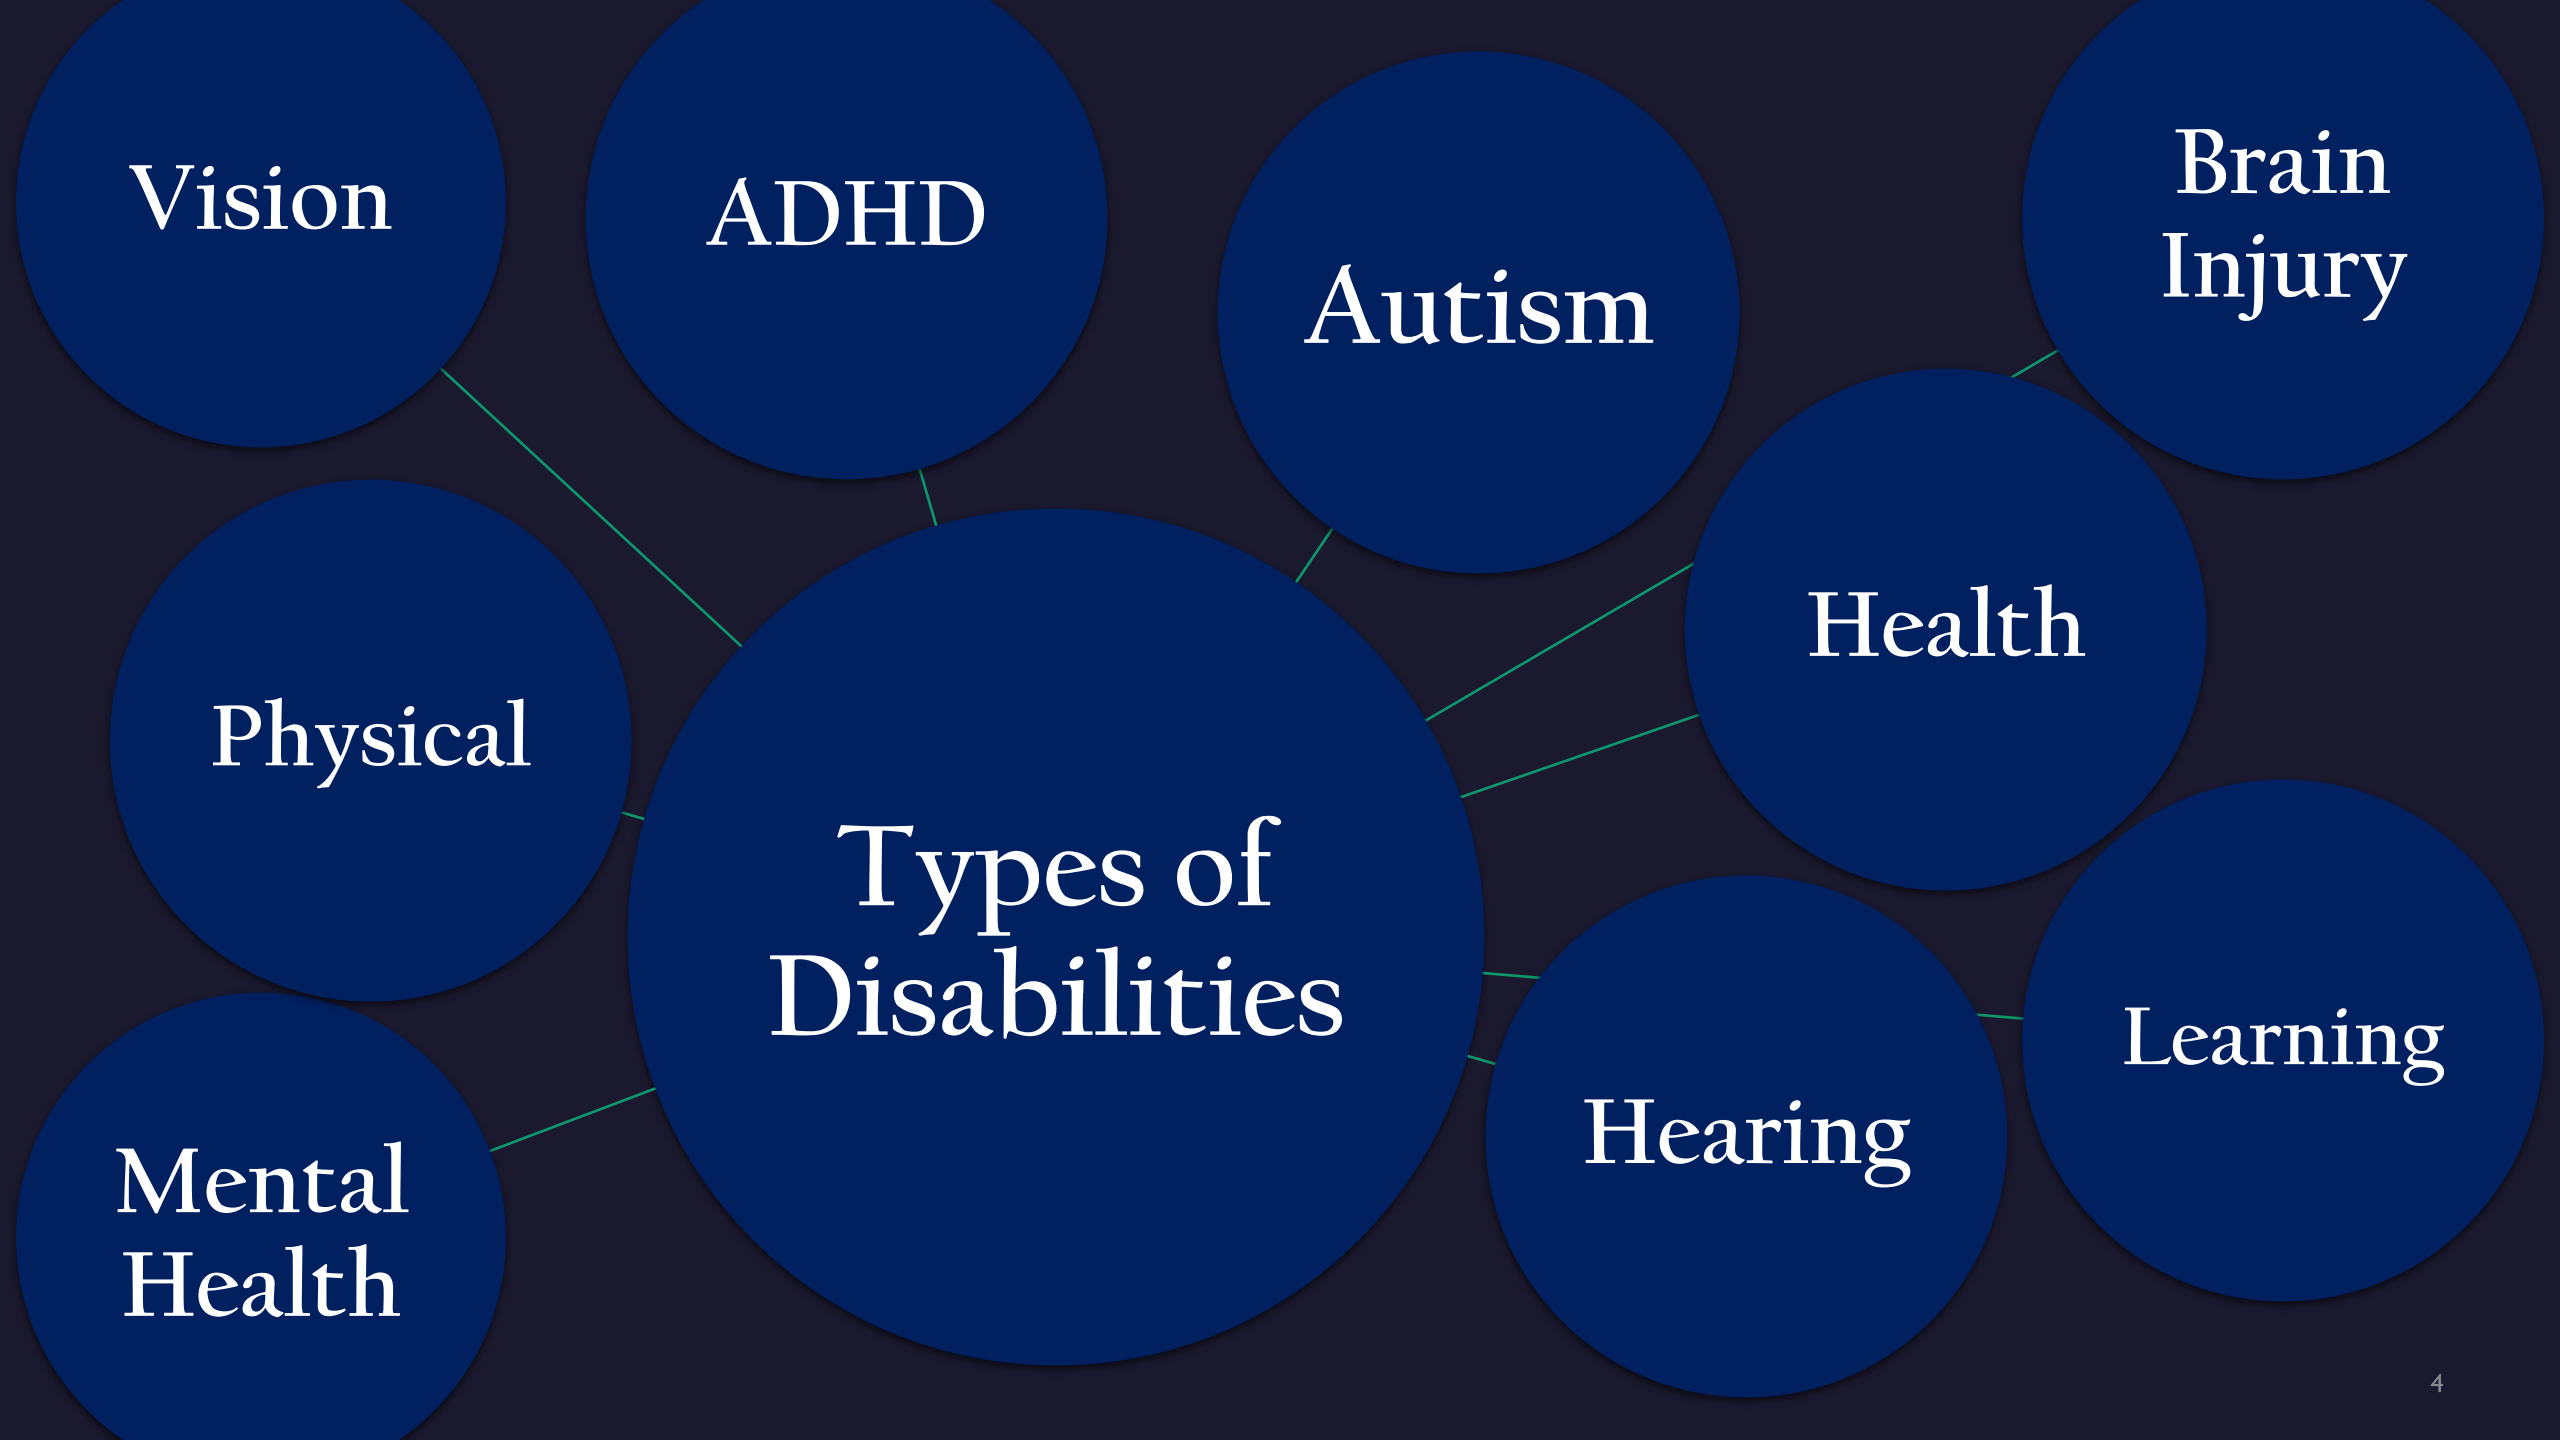 Vision
ADHD
Autism
Brain
Injury
Physical
Health
Types of
Disabilities
Learning
Hearing
Mental
Health
4